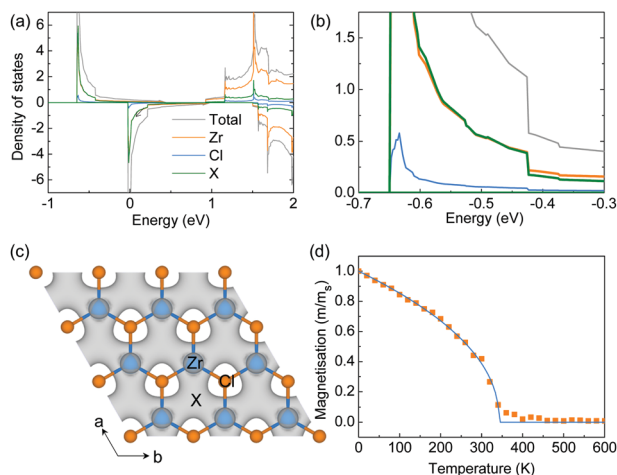 (a)
Density of states
6
4
2
0
-2
-4
-6
Total
Zr
Cl
X
-1 0 1 2
Energy (eV)
(b)
1.5
1.0
0.5
0.0
-0.7 -0.6 -0.5 -0.4 -0.3
Energy (eV)
(c)
Zr
Cl
X
a
b
(d)
Magnetisation (m/ms)
1.0
0.8
0.6
0.4
0.2
0.0
0 100 200 300 400 500 600
Temperature (K)